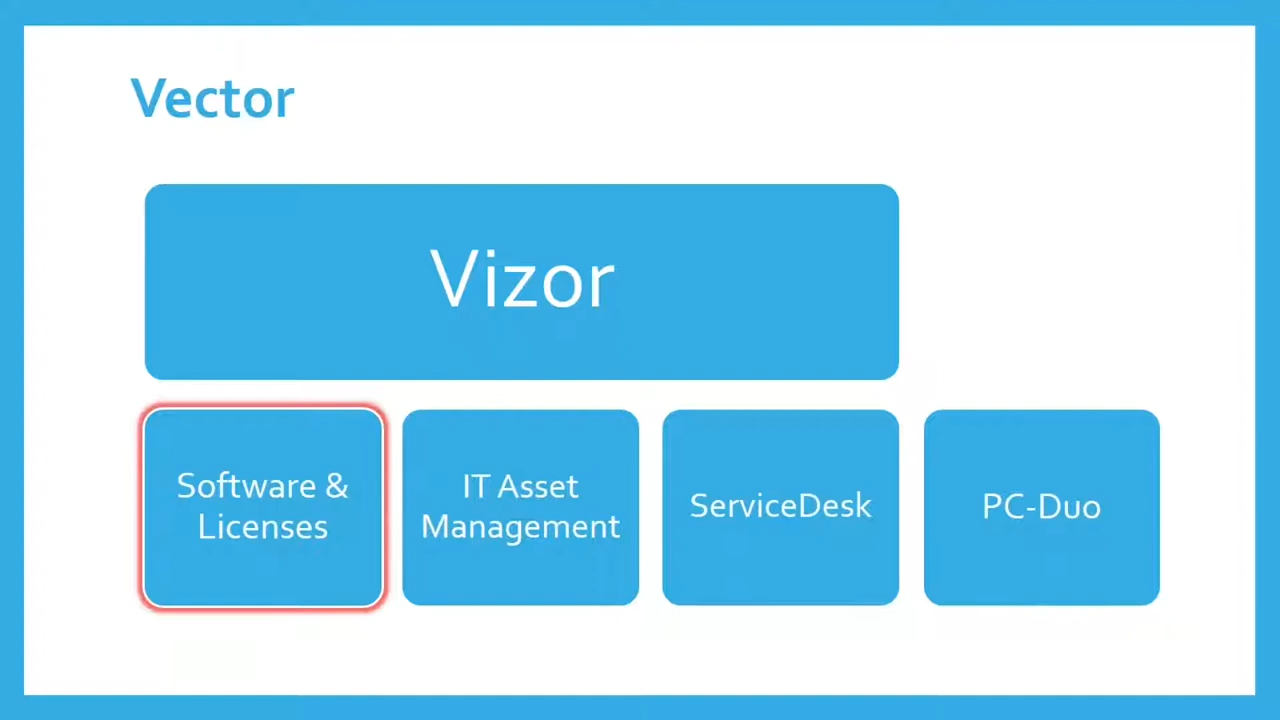 Vector
Vizor
Software &
Licenses
IT Asset
Management
ServiceDesk
PC-Duo